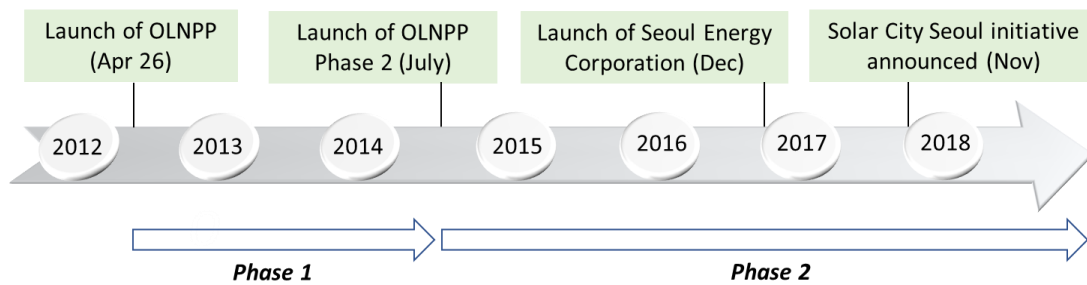 Launch of OLNPP
(Apr 26)
Launch of OLNPP
Phase 2 (July)
Launch of Seoul Energy
Corporation (Dec)
Solar City Seoul initiative
announced (Nov)
2012
2013
2014
2015
2016
2017
2018
Phase 1
Phase 2